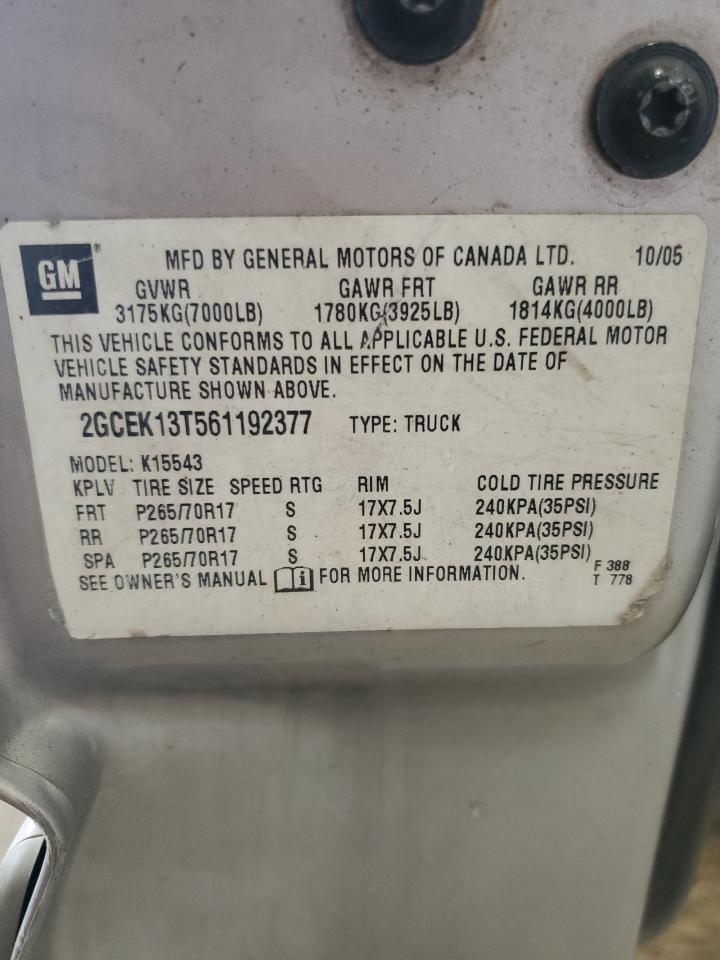 GM® MFD BY GENERAL MOTORS OF CANADA LTD. 10/05
GVWR GAWR FRT GAWR RR
3175KG(7000LB) 1780KG(3925LB) 1814KG(4000LB)
THIS VEHICLE CONFORMS TO ALL APPLICABLE U.S. FEDERAL MOTOR
VEHICLE SAFETY STANDARDS IN EFFECT ON THE DATE OF
MANUFACTURE SHOWN ABOVE.
2GCEK13T561192377 TYPE: TRUCK
MODEL: K15543
KPLV TIRE SIZE SPEED RTG RIM COLD TIRE PRESSURE
FRT P265/70R17 S 17X7.5J 240KPA(35PSI)
RR P265/70R17 S 17X7.5J 240KPA(35PSI)
SPA P265/70R17 S 17X7.5J 240KPA(35PSI)
SEE OWNER'S MANUAL i FOR MORE INFORMATION.
F 388
T 778